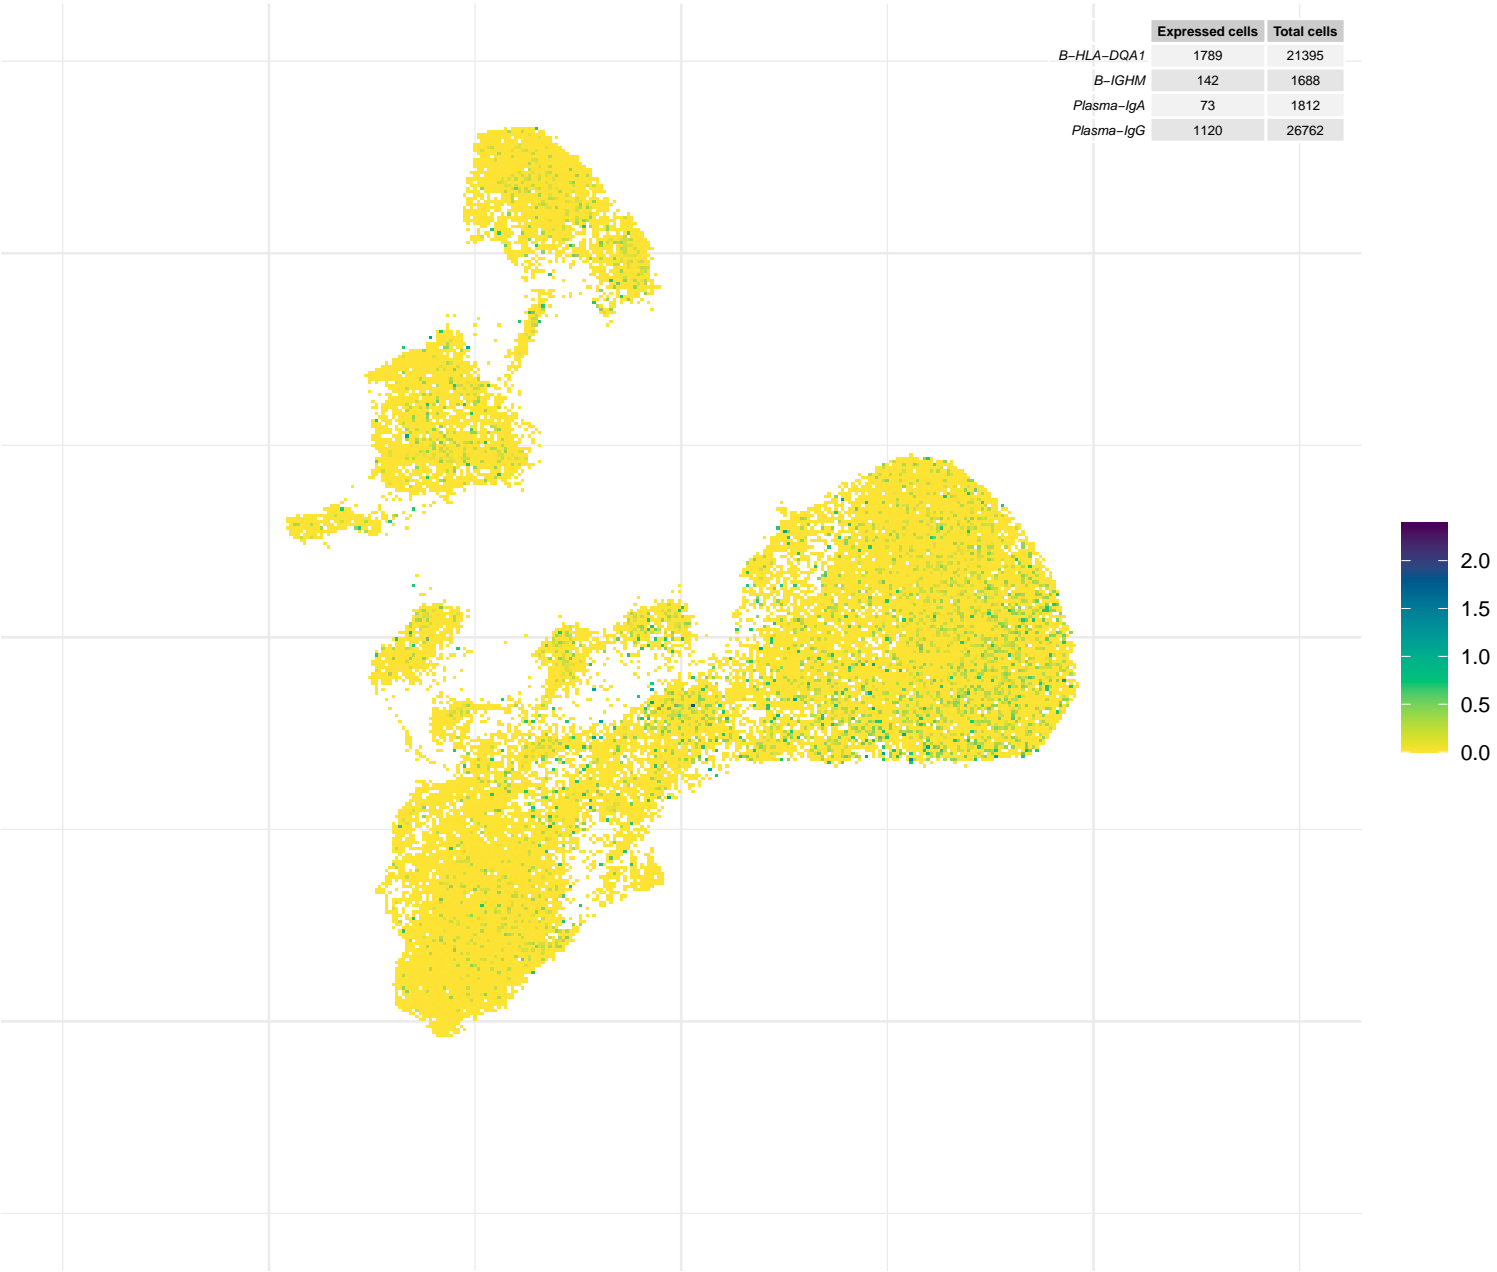 Expressed cells Total cells
B−HLA−DQA1 1789 21395
B−IGHM 142 1688
Plasma−IgA 73 1812
Plasma−IgG 1120 26762
2.0
1.5
1.0
0.5
0.0